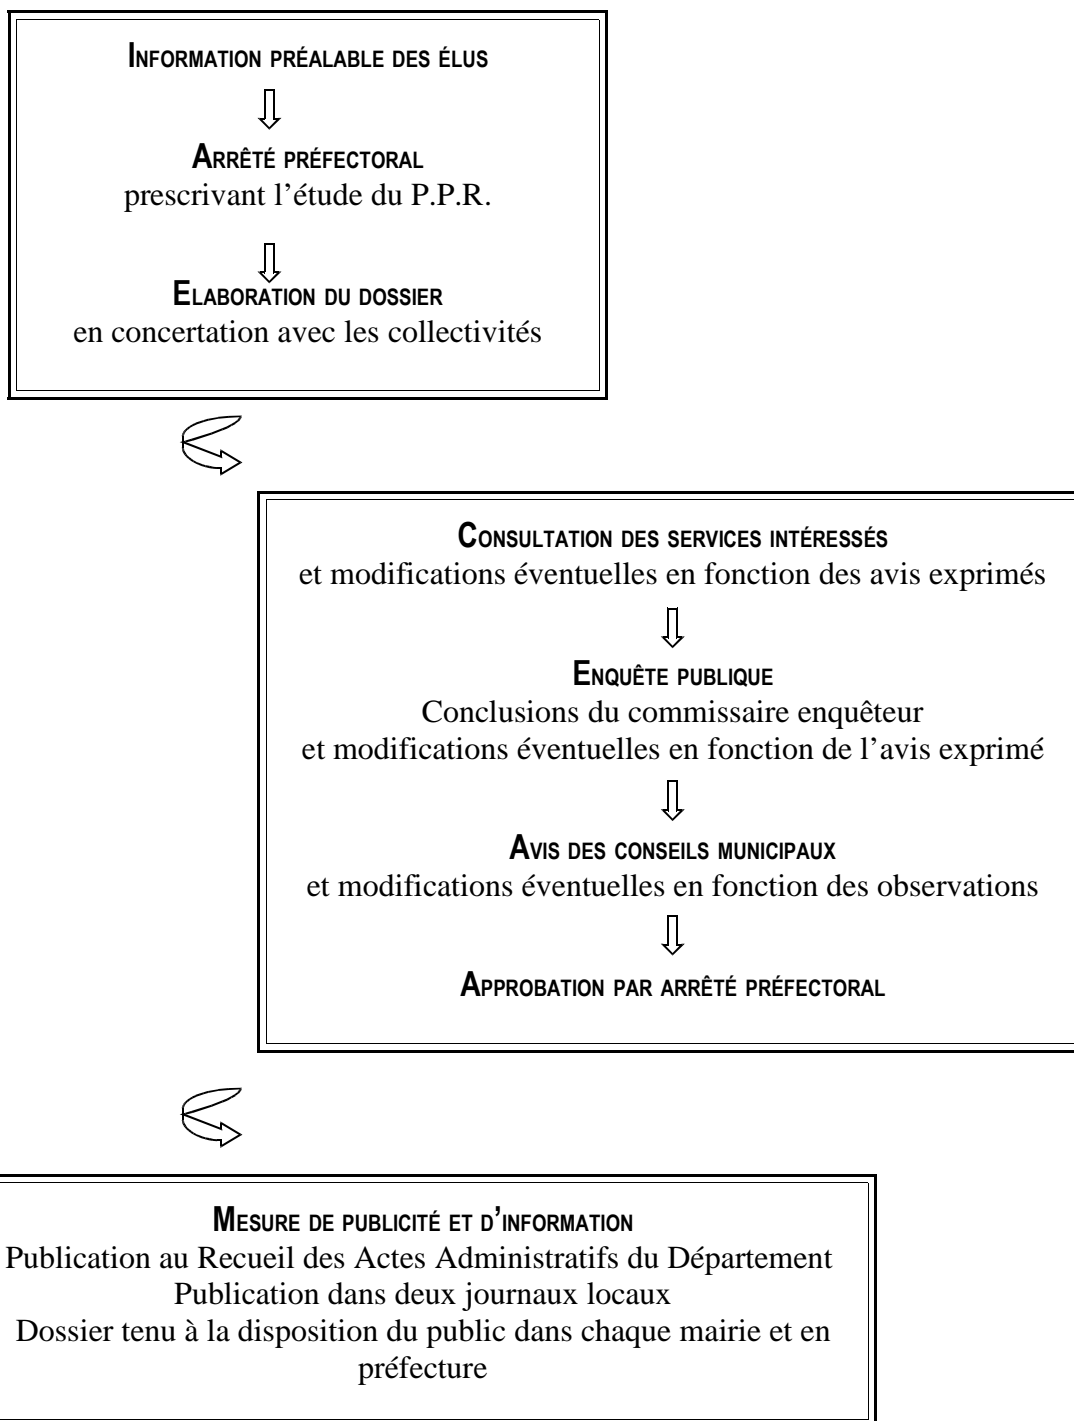 INFORMATION PRÉALABLE DES ÉLUS
ARRÊTÉ PRÉFECTORAL
prescrivant l’étude du P.P.R.
ELABORATION DU DOSSIER
en concertation avec les collectivités
CONSULTATION DES SERVICES INTÉRESSÉS
et modifications éventuelles en fonction des avis exprimés
ENQUÊTE PUBLIQUE
Conclusions du commissaire enquêteur
et modifications éventuelles en fonction de l’avis exprimé
AVIS DES CONSEILS MUNICIPAUX
et modifications éventuelles en fonction des observations
APPROBATION PAR ARRÊTÉ PRÉFECTORAL
MESURE DE PUBLICITÉ ET D’INFORMATION
Publication au Recueil des Actes Administratifs du Département
Publication dans deux journaux locaux
Dossier tenu à la disposition du public dans chaque mairie et en
préfecture